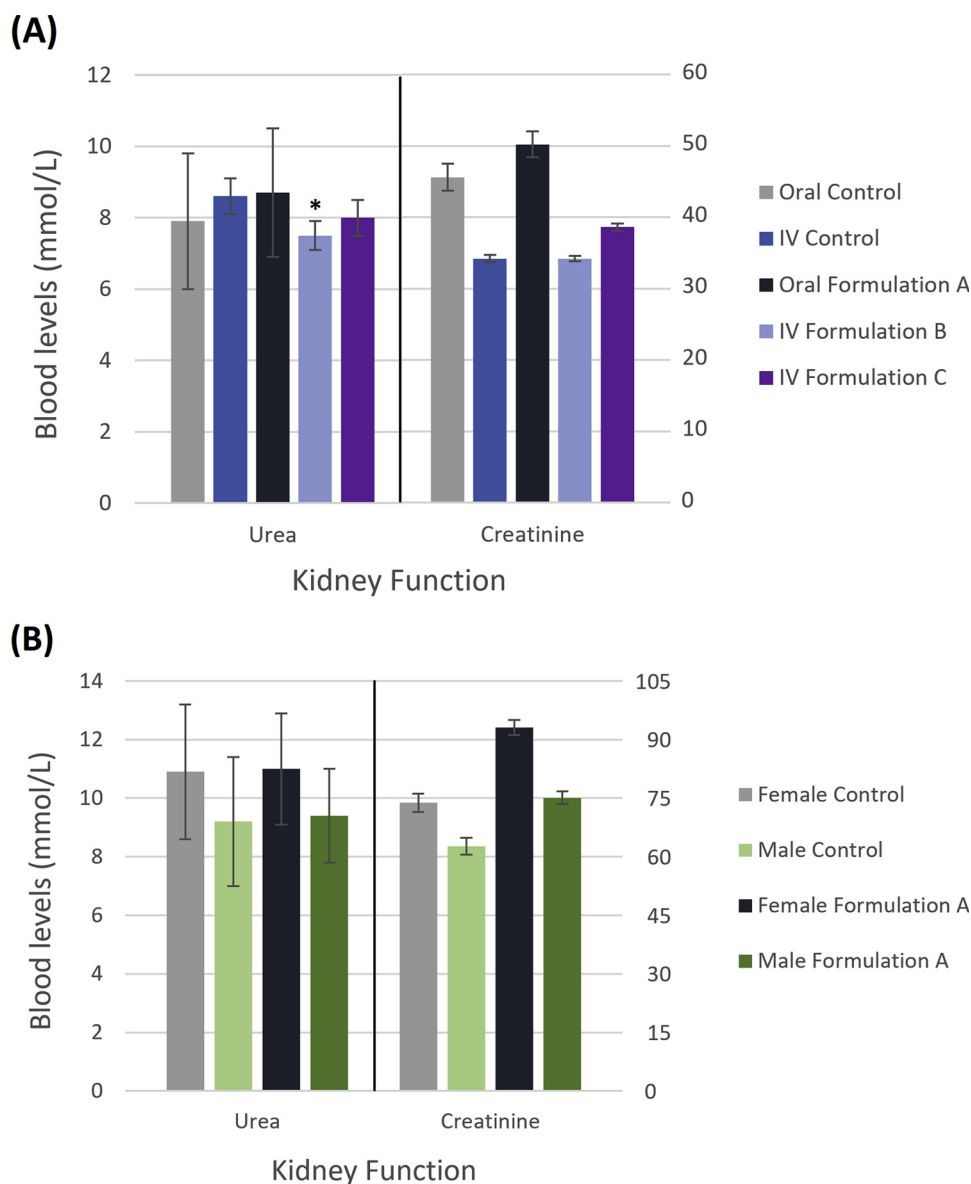 (A)
12
10
8
6
4
2
0
Blood levels (mmol/L)
*
60
50
40
30
20
10
0
Urea
Creatinine
Kidney Function
Oral Control
IV Control
Oral Formulation A
IV Formulation B
IV Formulation C
(B)
14
12
10
8
6
4
2
0
Blood levels (mmol/L)
105
90
75
60
45
30
15
0
Urea
Creatinine
Kidney Function
Female Control
Male Control
Female Formulation A
Male Formulation A